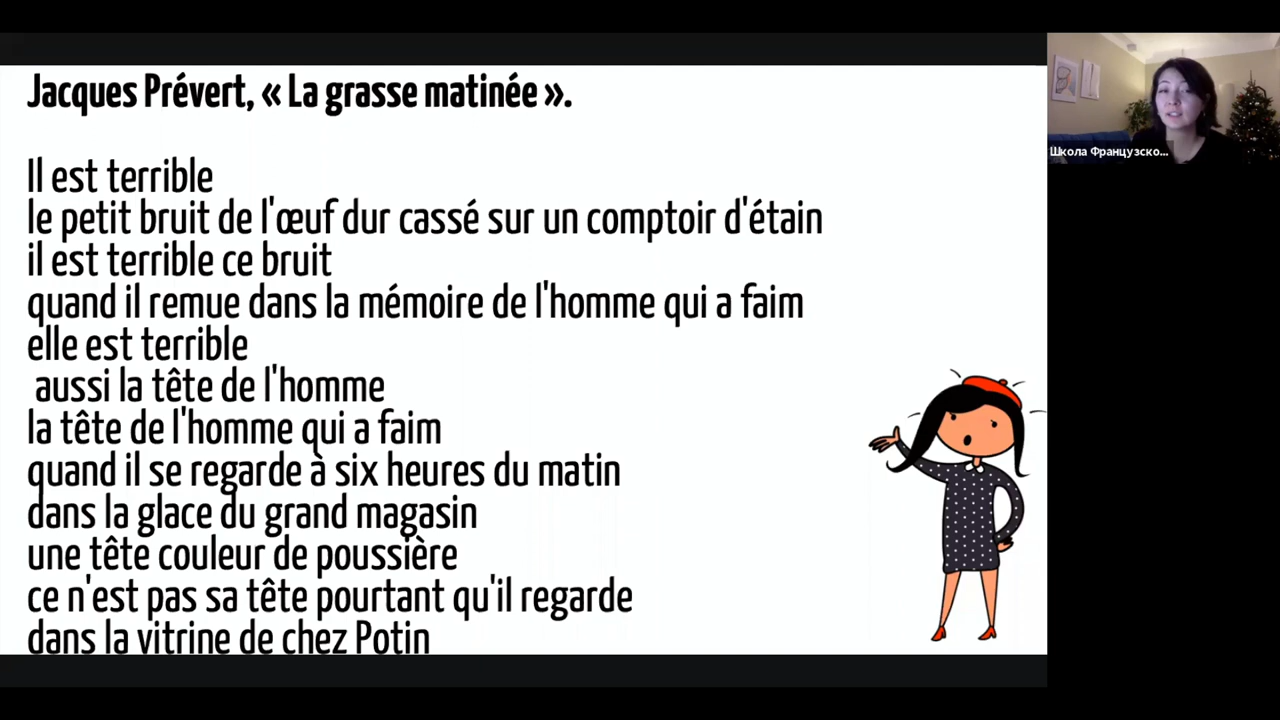 Jacques Prévert, « La grasse matinée ».
Il est terrible
le petit bruit de l'œuf dur cassé sur un comptoir d'étain
il est terrible ce bruit
quand il remue dans la mémoire de l'homme qui a faim
elle est terrible
aussi la tête de l'homme
la tête de l'homme qui a faim
quand il se regarde à six heures du matin
dans la glace du grand magasin
une tête couleur de poussière
ce n'est pas sa tête pourtant qu'il regarde
dans la vitrine de chez Potin
Школа Французско...